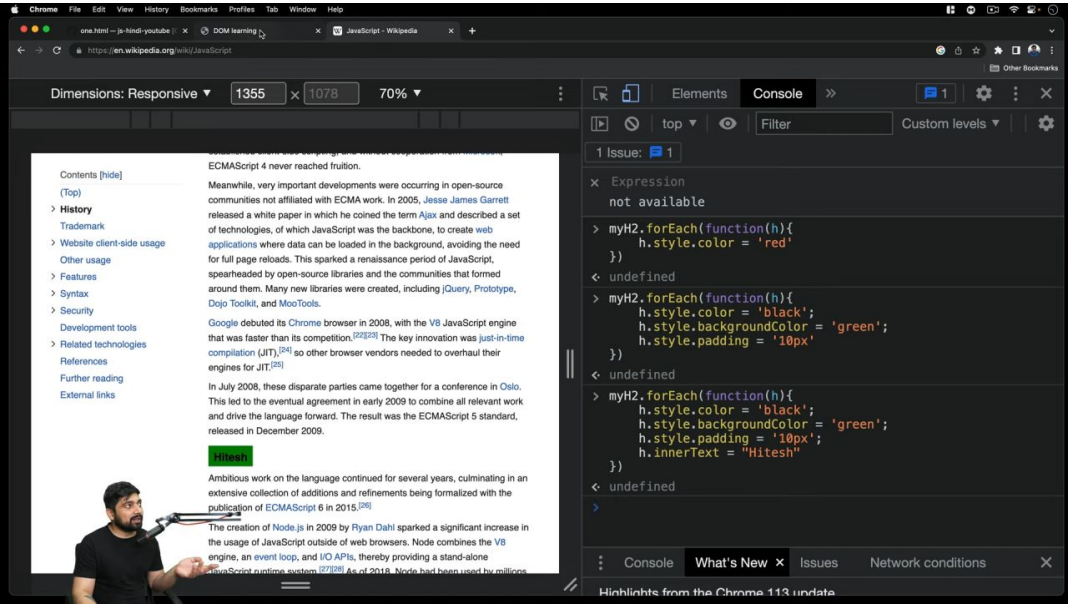 Chrome File Edit View History Bookmarks Profiles Tab Window Help
one.html — js-hindi-youtube
DOM learning
W JavaScript - Wikipedia
https://en.wikipedia.org/wiki/JavaScript
Other Bookmarks
Dimensions: Responsive ▼ 1355 × 1078 70% ▼
Elements Console » 1
top ▼ Filter Custom levels ▼
1 Issue: 1
Contents [hide]
(Top)
History
Trademark
Website client-side usage
Other usage
Features
Syntax
Security
Development tools
Related technologies
References
Further reading
External links
ECMAScript 4 never reached fruition.
Meanwhile, very important developments were occurring in open-source
communities not affiliated with ECMA work. In 2005, Jesse James Garrett
released a white paper in which he coined the term Ajax and described a set
of technologies, of which JavaScript was the backbone, to create web
applications where data can be loaded in the background, avoiding the need
for full page reloads. This sparked a renaissance period of JavaScript,
spearheaded by open-source libraries and the communities that formed
around them. Many new libraries were created, including jQuery, Prototype,
Dojo Toolkit, and MooTools.
Google debuted its Chrome browser in 2008, with the V8 JavaScript engine
that was faster than its competition.[22][23] The key innovation was just-in-time
compilation (JIT),[24] so other browser vendors needed to overhaul their
engines for JIT.[25]
In July 2008, these disparate parties came together for a conference in Oslo.
This led to the eventual agreement in early 2009 to combine all relevant work
and drive the language forward. The result was the ECMAScript 5 standard,
released in December 2009.
Hitesh
Ambitious work on the language continued for several years, culminating in an
extensive collection of additions and refinements being formalized with the
publication of ECMAScript 6 in 2015.[26]
The creation of Node.js in 2009 by Ryan Dahl sparked a significant increase in
the usage of JavaScript outside of web browsers. Node combines the V8
engine, an event loop, and I/O APIs, thereby providing a stand-alone
JavaScript runtime system.[27][28] As of 2018, Node had been used by millions
Expression
not available
> myH2.forEach(function(h){
h.style.color = 'red'
})
undefined
> myH2.forEach(function(h){
h.style.color = 'black';
h.style.backgroundColor = 'green';
h.style.padding = '10px'
})
undefined
> myH2.forEach(function(h){
h.style.color = 'black';
h.style.backgroundColor = 'green';
h.style.padding = '10px';
h.innerText = "Hitesh"
})
undefined
>
Console What's New × Issues Network conditions
Highlights from the Chrome 113 update